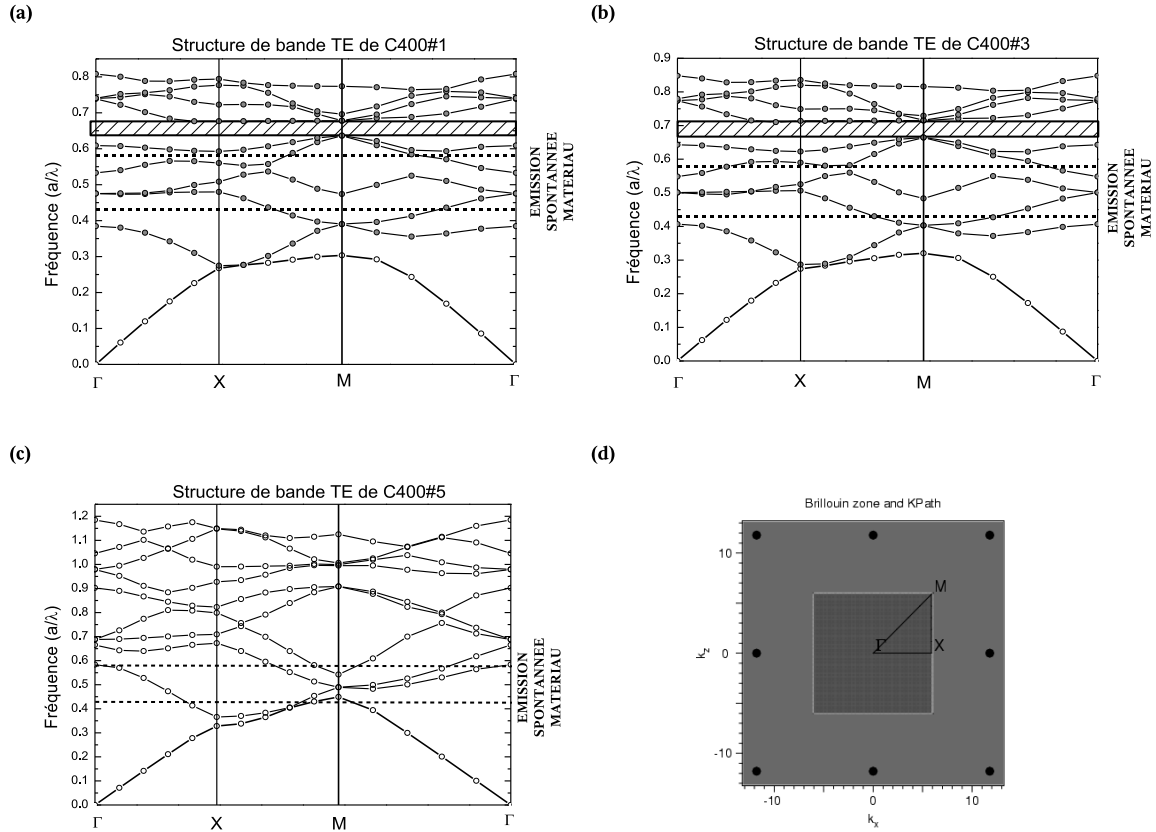 (a)
Structure de bande TE de C400#1
0.8
0.7
0.6
0.5
0.4
0.3
0.2
0.1
0.0
Fréquence (a/λ)
Γ X M Γ
EMISSION
SPONTANNEE
MATERIAU
(b)
Structure de bande TE de C400#3
0.9
0.8
0.7
0.6
0.5
0.4
0.3
0.2
0.1
0.0
Fréquence (a/λ)
Γ X M Γ
EMISSION
SPONTANNEE
MATERIAU
(c)
Structure de bande TE de C400#5
1.2
1.1
1.0
0.9
0.8
0.7
0.6
0.5
0.4
0.3
0.2
0.1
0.0
Fréquence (a/λ)
Γ X M Γ
EMISSION
SPONTANNEE
MATERIAU
(d)
Brillouin zone and KPath
10
0
-10
k_z
M
Γ X
-10 0 10
k_x